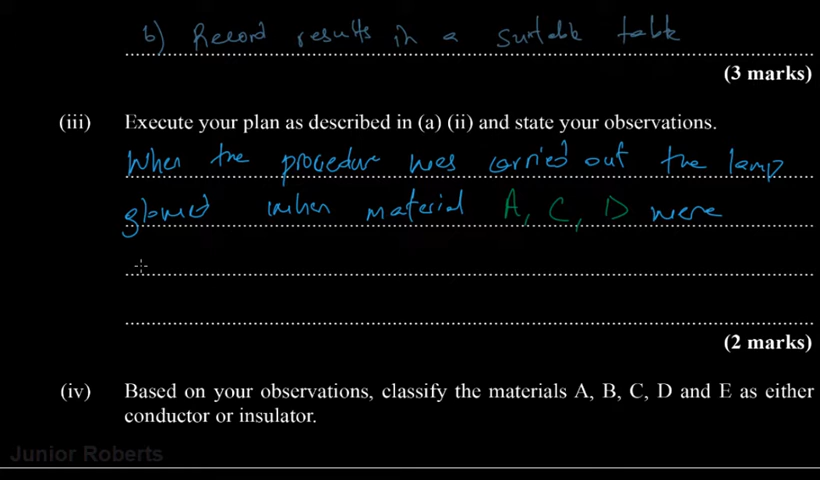 b) Record results in a suitable table
(3 marks)
(iii) Execute your plan as described in (a) (ii) and state your observations.
When the procedure was carried out the lamp
glowed when material A, C, D were
(2 marks)
(iv) Based on your observations, classify the materials A, B, C, D and E as either
conductor or insulator.
Junior Roberts